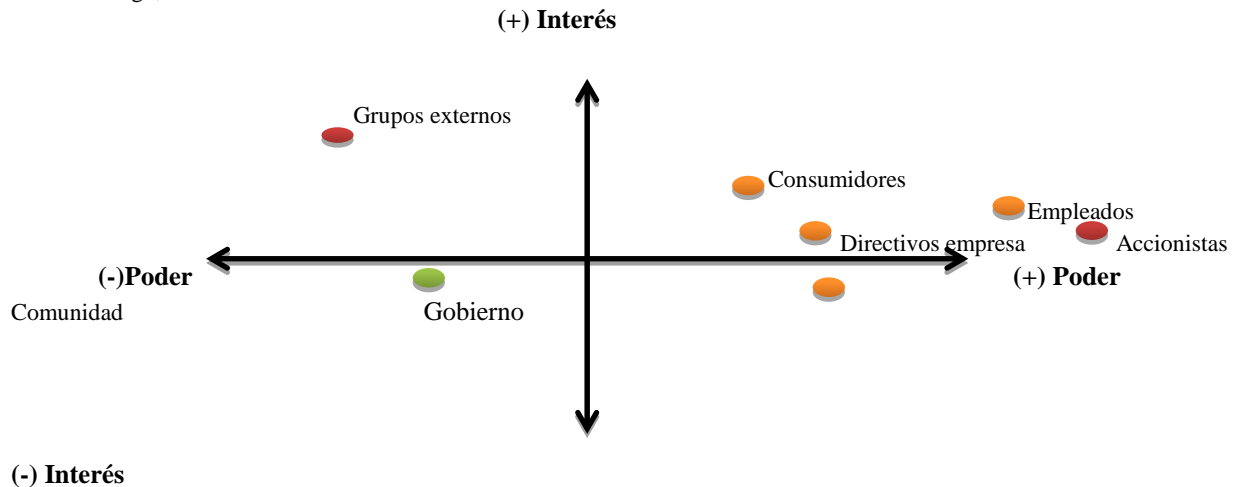 (+) Interés
Grupos externos
Consumidores
Empleados
Directivos empresa
Accionistas
(-)Poder
(+) Poder
Comunidad
Gobierno
(-) Interés